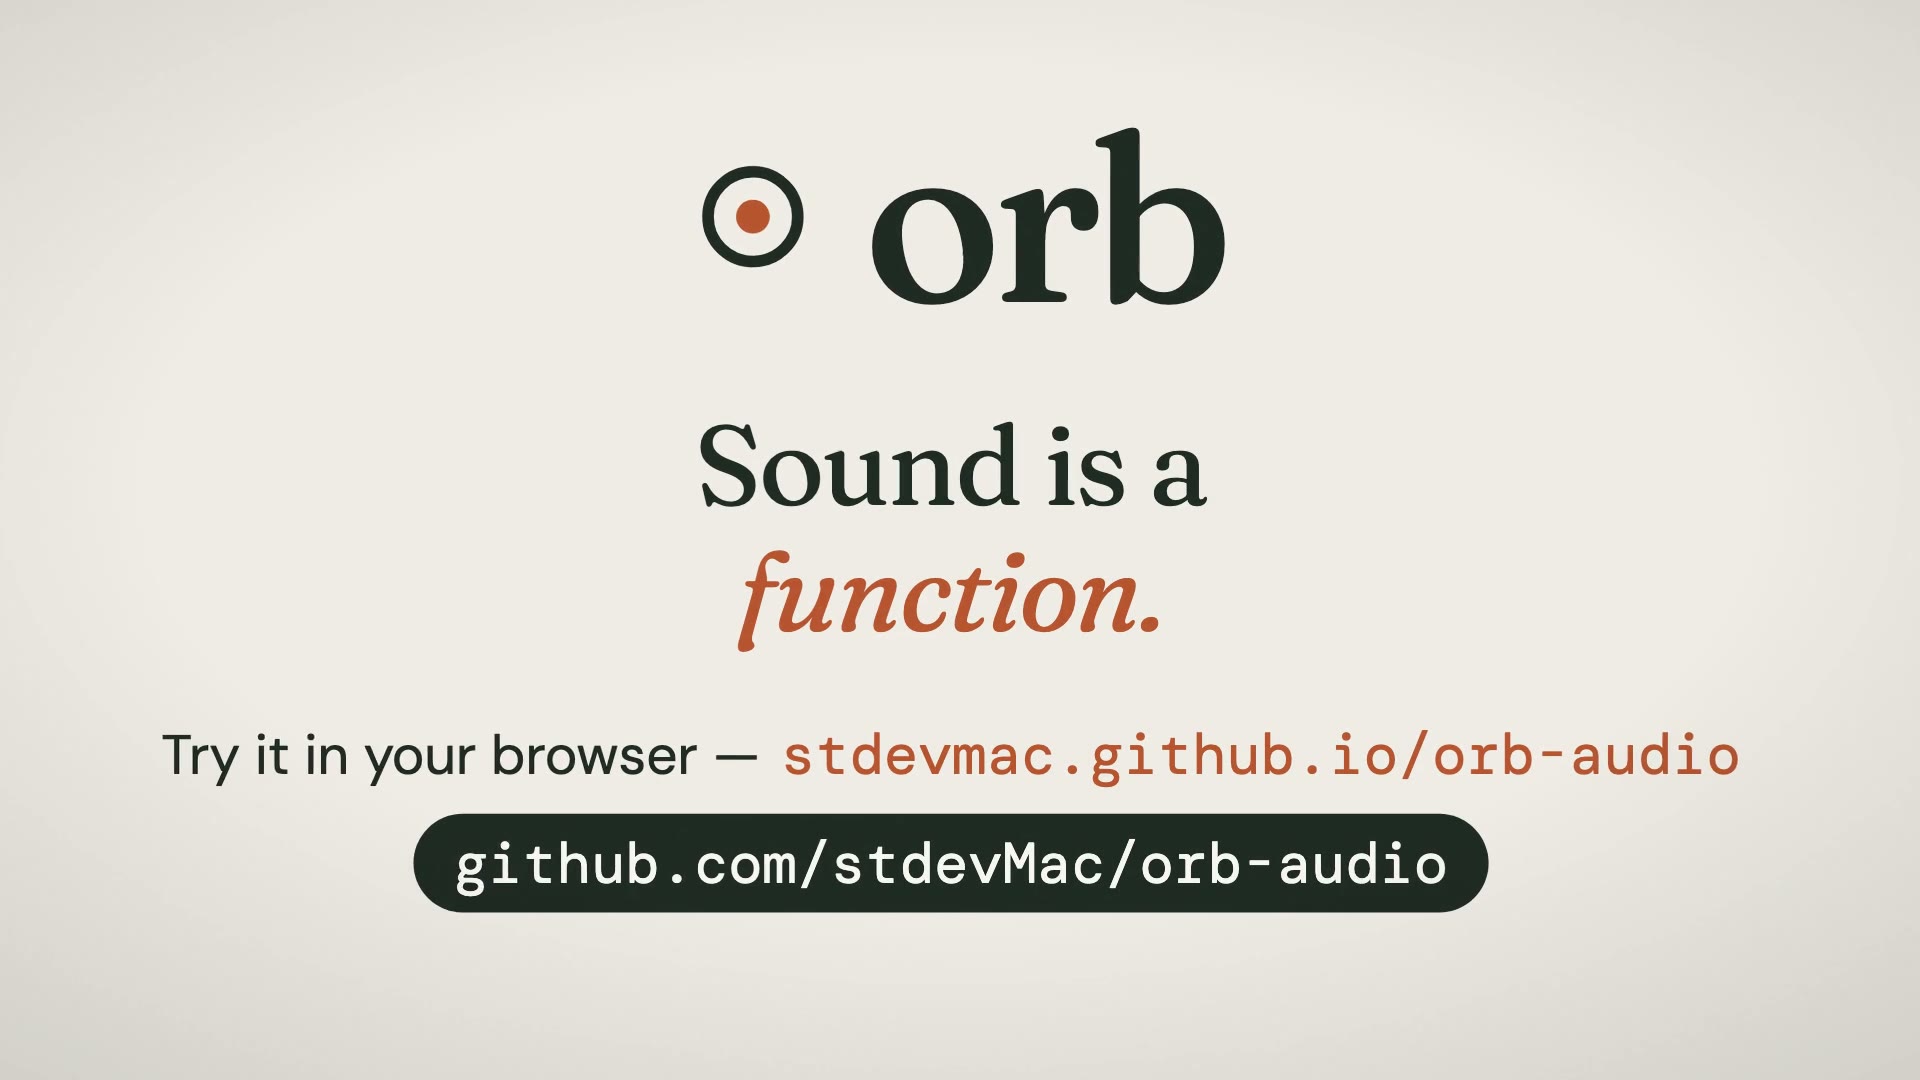 orb
Sound is a
function.
Try it in your browser — stdevmac.github.io/orb-audio
github.com/stdevMac/orb-audio